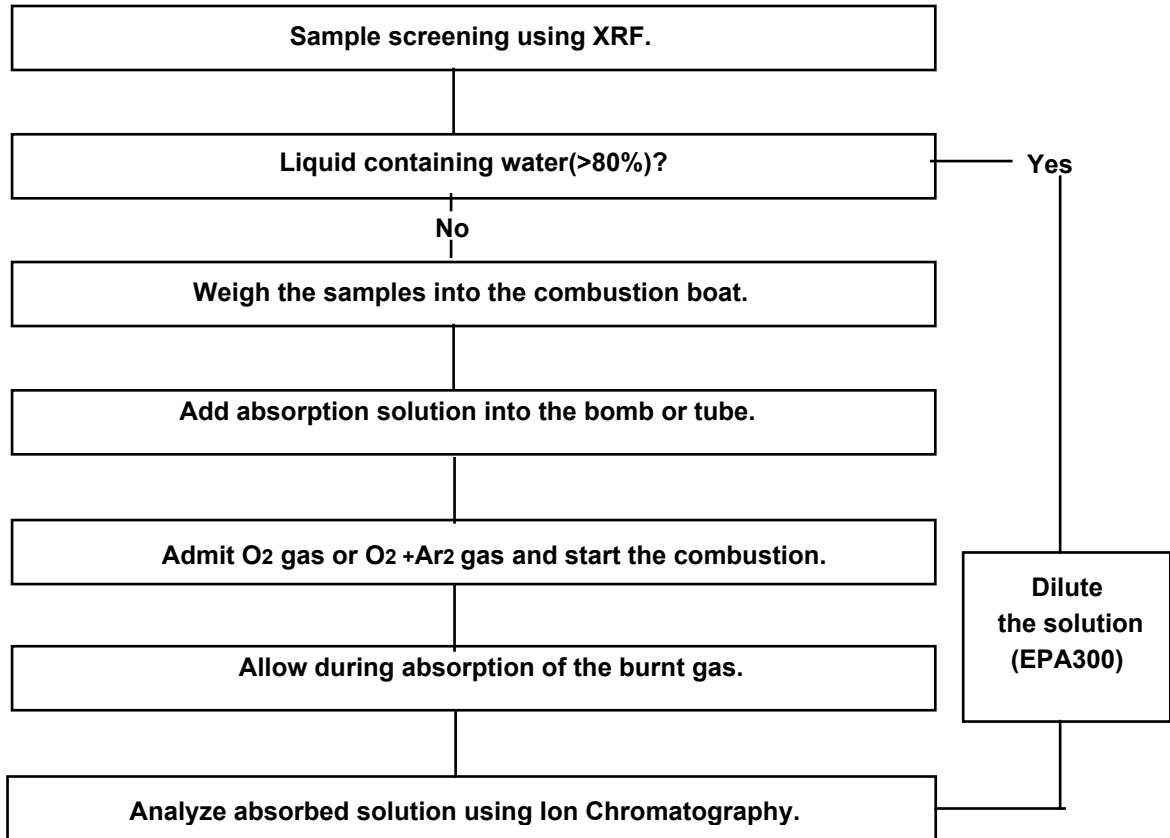 Sample screening using XRF.
Liquid containing water(>80%)?
Yes
No
Weigh the samples into the combustion boat.
Add absorption solution into the bomb or tube.
Admit O2 gas or O2 +Ar2 gas and start the combustion.
Dilute
the solution
(EPA300)
Allow during absorption of the burnt gas.
Analyze absorbed solution using Ion Chromatography.